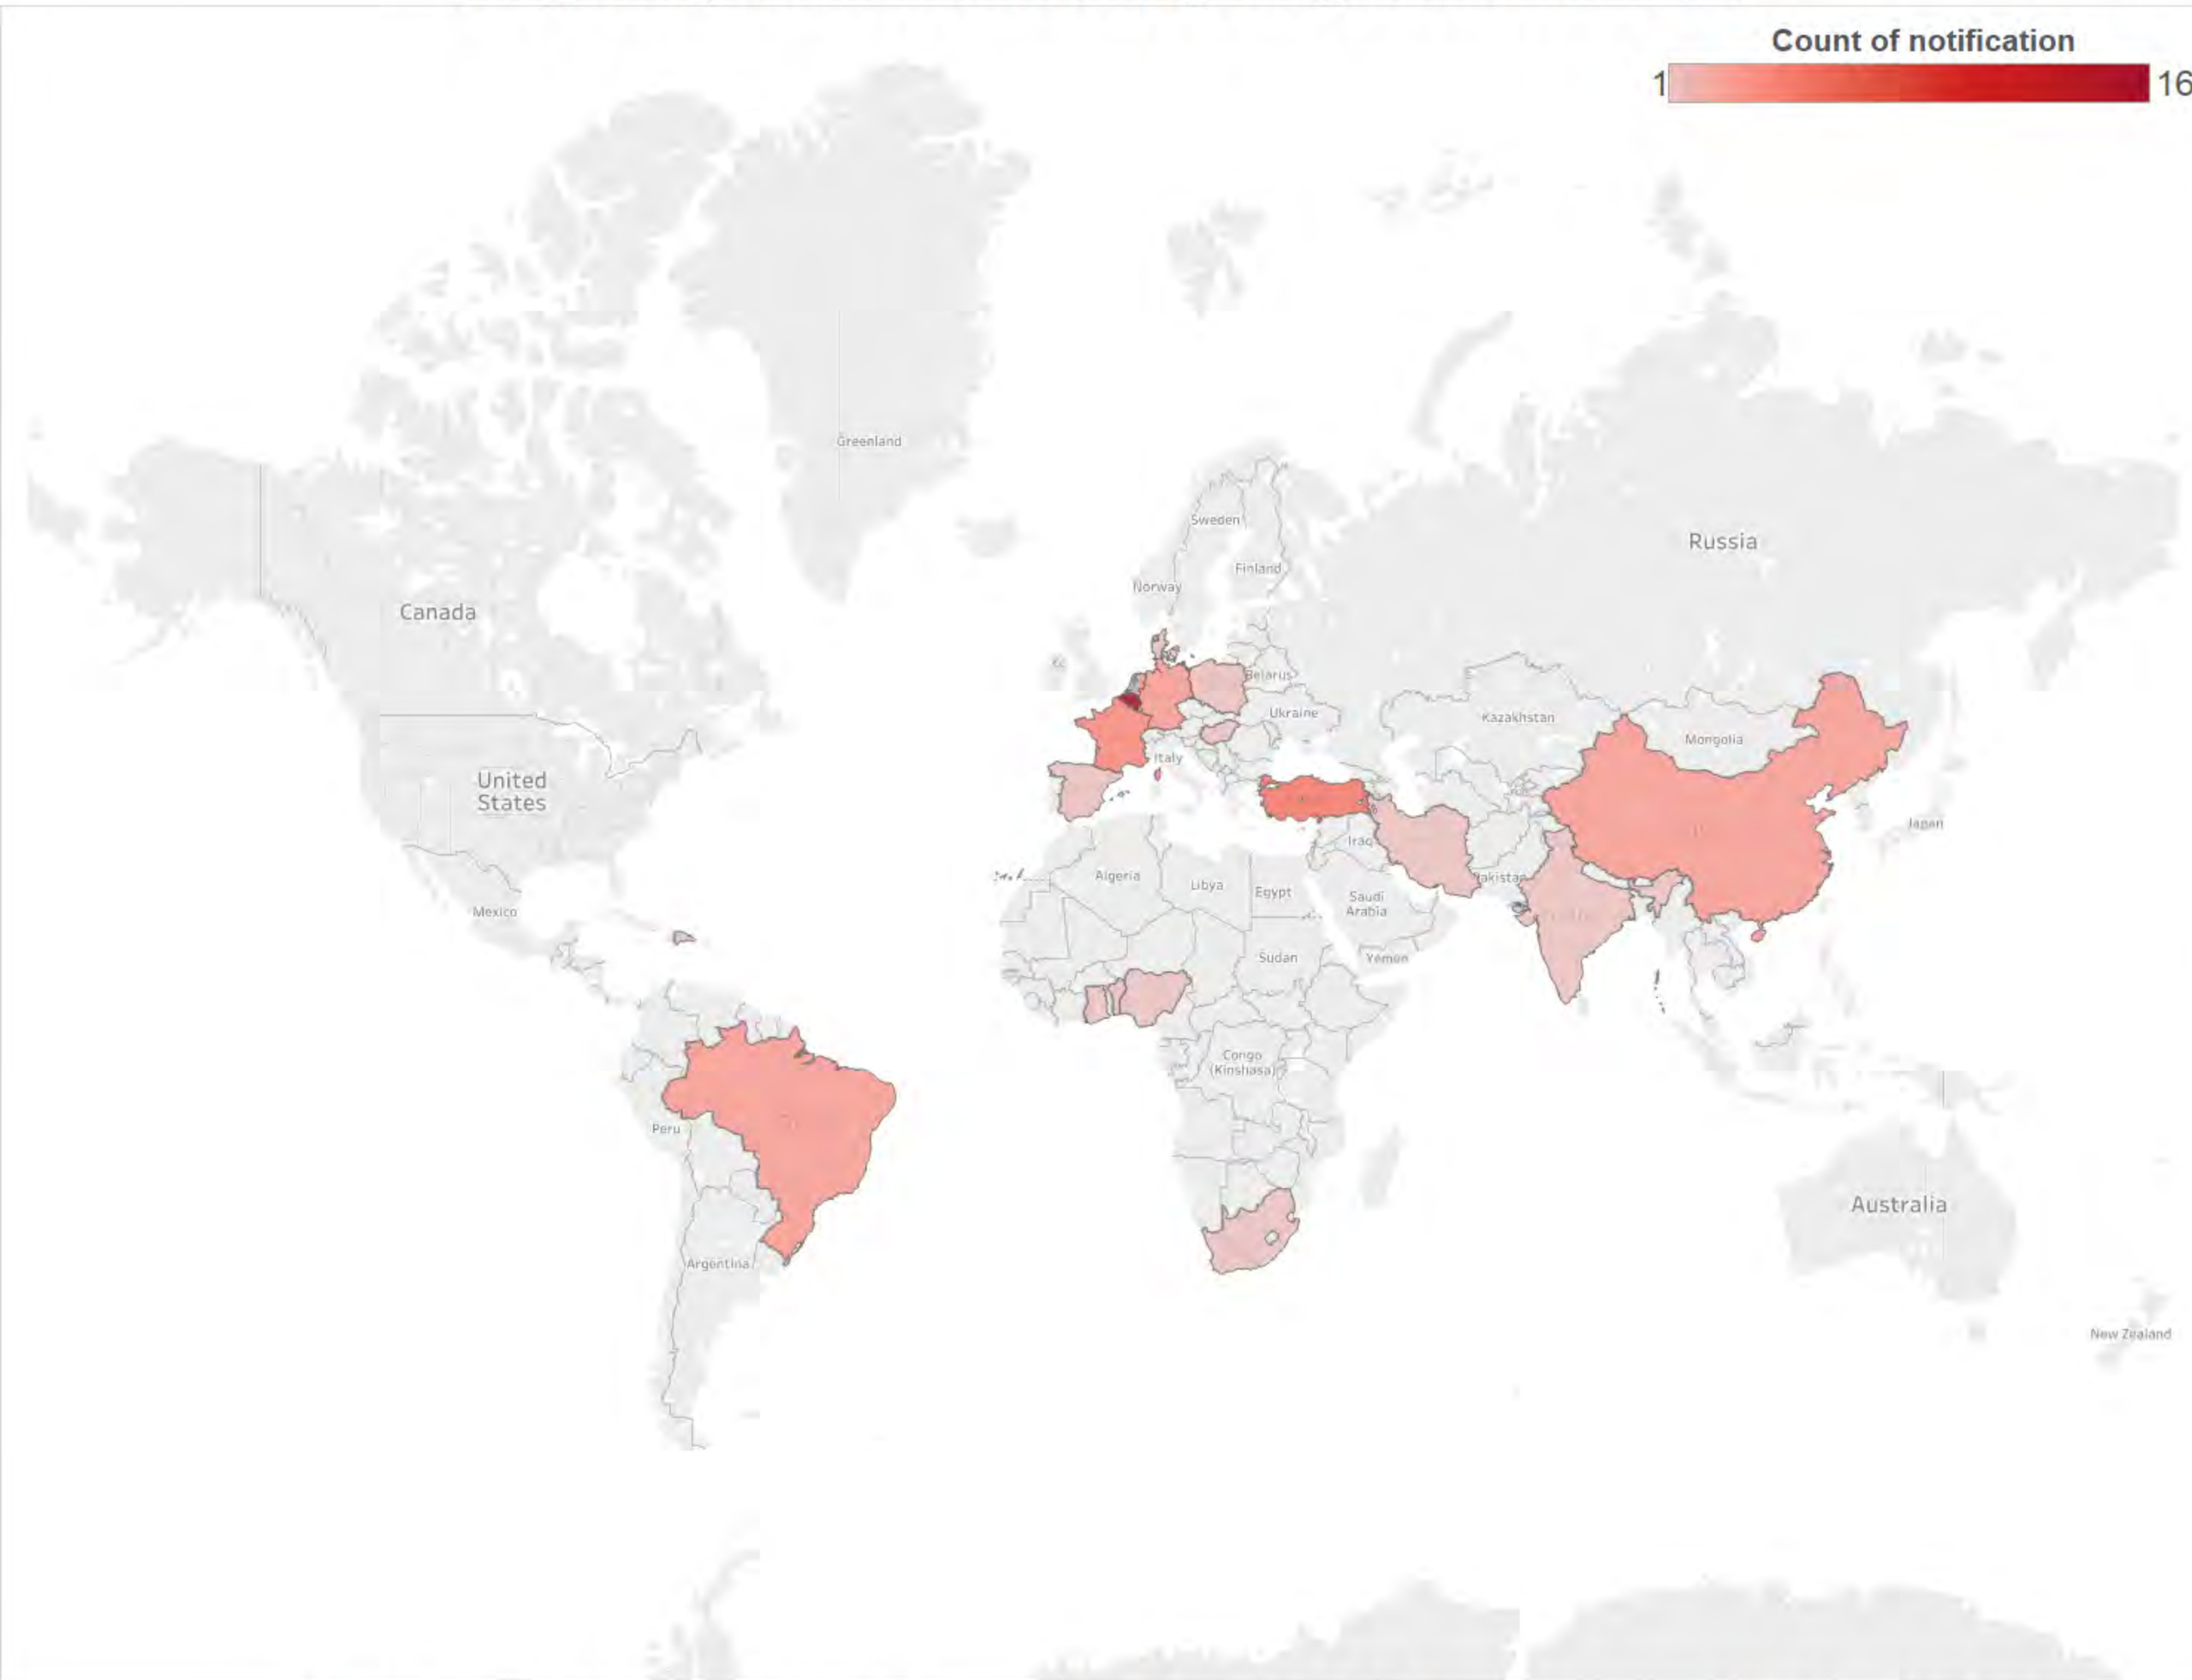 Count of notification
1
16
Greenland
Sweden
Russia
Finland
Norway
Canada
Belarus
Ukraine
Kazakhstan
Mongolia
Italy
United
States
Japan
Iraq
Algeria
Pakistan
Libya
Egypt
Saudi
Arabia
Mexico
Sudan
Yemen
Congo
(Kinshasa)
Peru
Australia
Argentina
New Zealand